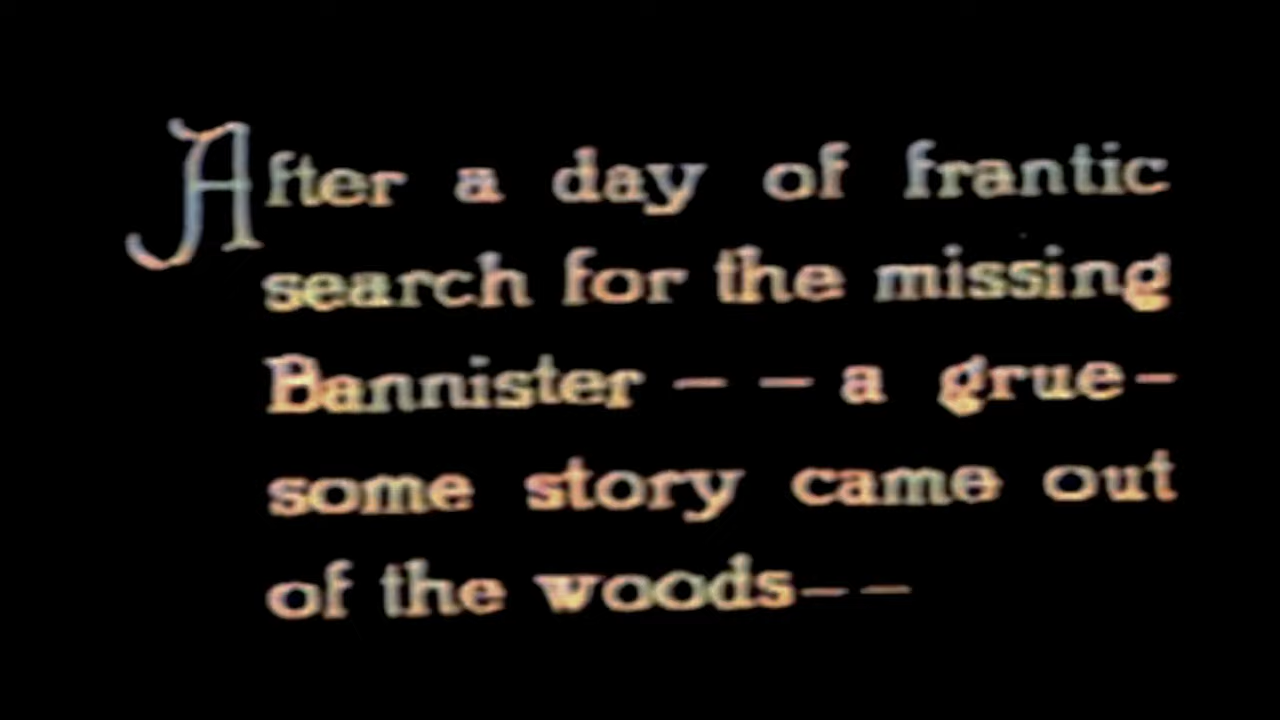 After a day of frantic
search for the missing
Bannister -- a grue-
some story came out
of the woods--